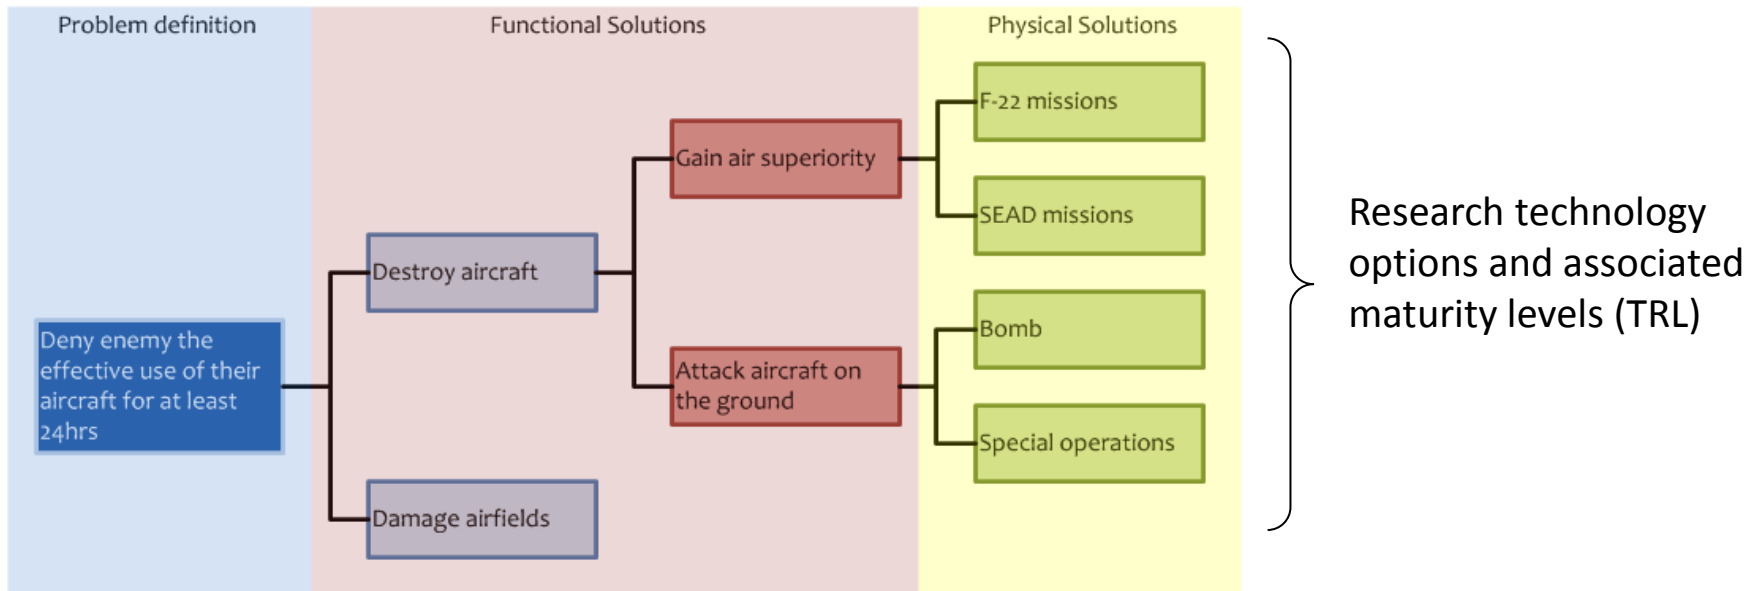 Problem definition
Functional Solutions
Physical Solutions
F-22 missions
Gain air superiority
SEAD missions
Destroy aircraft
Bomb
Deny enemy the
effective use of their
aircraft for at least
24hrs
Attack aircraft on
the ground
Special operations
Damage airfields
Research technology
options and associated
maturity levels (TRL)